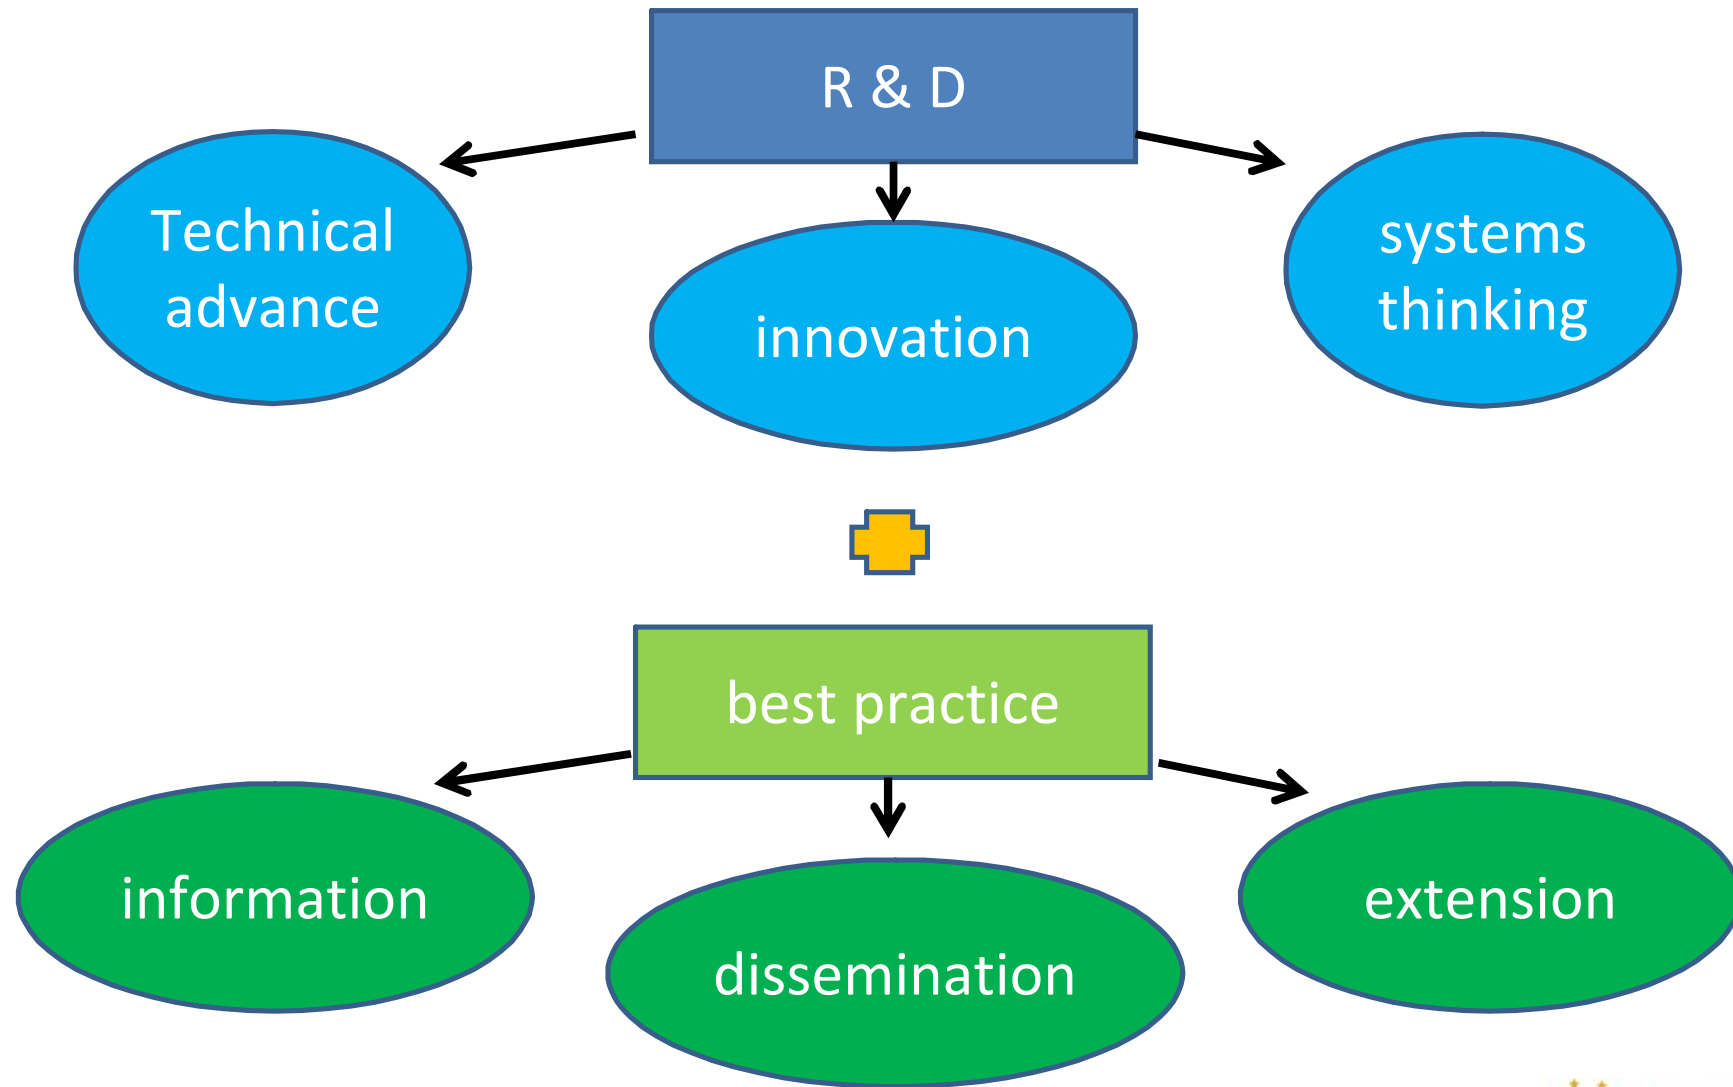 R & D
Technical
advance
innovation
systems
thinking
best practice
information
dissemination
extension